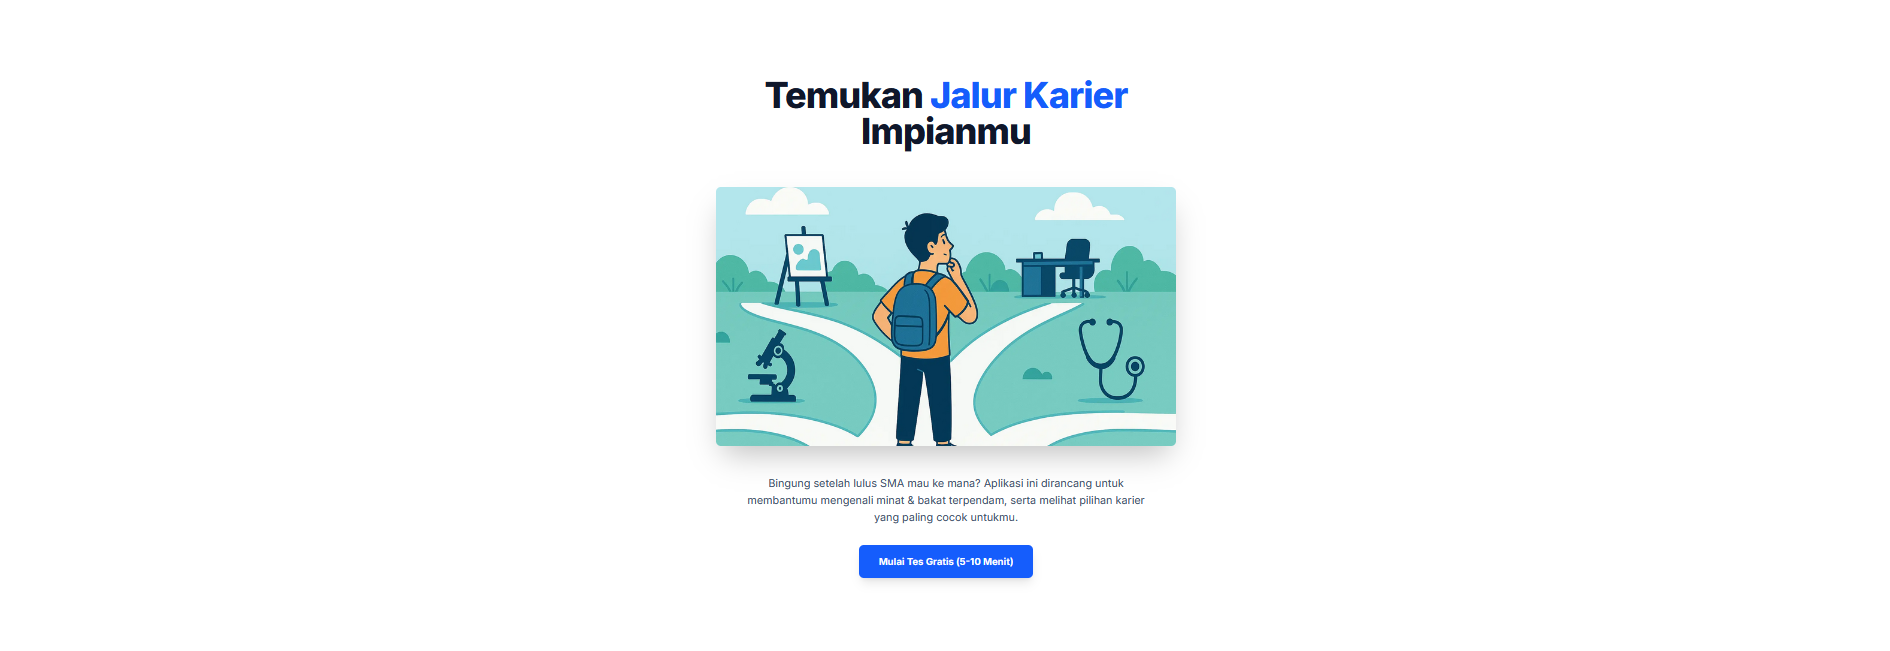 Temukan Jalur Karier
Impianmu
Bingung setelah lulus SMA mau ke mana? Aplikasi ini dirancang untuk
membantumu mengenali minat & bakat terpendam, serta melihat pilihan karier
yang paling cocok untukmu.
Mulai Tes Gratis (5-10 Menit)